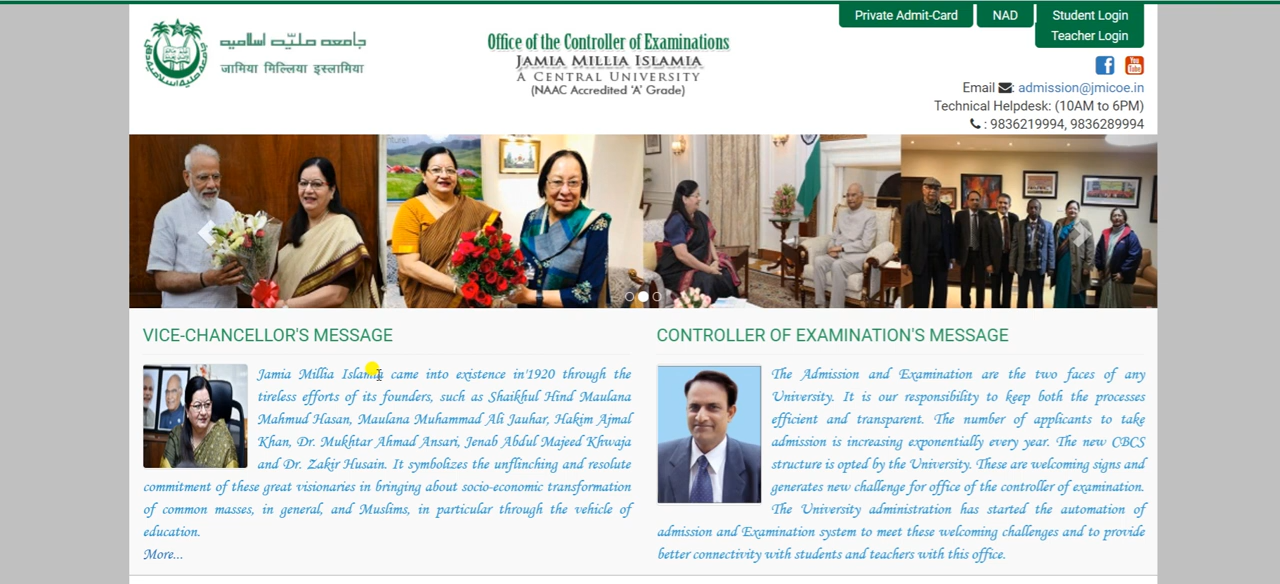 Private Admit-Card
NAD
Student Login
Teacher Login
جامعہ ملیّہ اسلامیہ
जामिया मिल्लिया इस्लामिया
Office of the Controller of Examinations
JAMIA MILLIA ISLAMIA
A CENTRAL UNIVERSITY
(NAAC Accredited 'A' Grade)
You
Tube
Email : admission@jmicoe.in
Technical Helpdesk: (10AM to 6PM)
: 9836219994, 9836289994
VICE-CHANCELLOR'S MESSAGE
Jamia Millia Islamia came into existence in'1920 through the
tireless efforts of its founders, such as Shaikhul Hind Maulana
Mahmud Hasan, Maulana Muhammad Ali Jauhar, Hakim Ajmal
Khan, Dr. Mukhtar Ahmad Ansari, Jenab Abdul Majeed Khwaja
and Dr. Zakir Husain. It symbolizes the unflinching and resolute
commitment of these great visionaries in bringing about socio-economic transformation
of common masses, in general, and Muslims, in particular through the vehicle of
education.
More...
CONTROLLER OF EXAMINATION'S MESSAGE
The Admission and Examination are the two faces of any
University. It is our responsibility to keep both the processes
efficient and transparent. The number of applicants to take
admission is increasing exponentially every year. The new CBCS
structure is opted by the University. These are welcoming signs and
generates new challenge for office of the controller of examination.
The University administration has started the automation of
admission and Examination system to meet these welcoming challenges and to provide
better connectivity with students and teachers with this office.